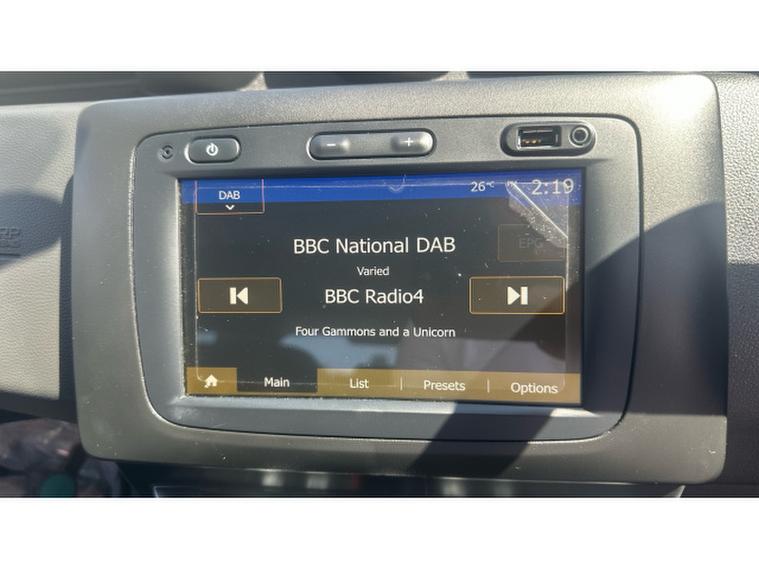 DAB
26°C PM 2:19
BBC National DAB
EPG
Varied
BBC Radio4
Four Gammons and a Unicorn
Main List Presets Options